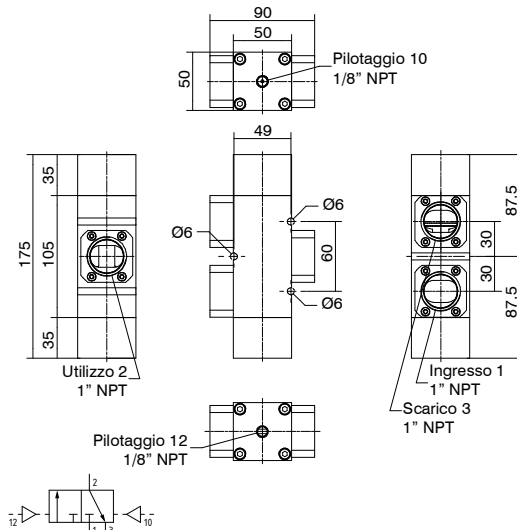 90
50
50
Pilotaggio 10
1/8” NPT
49
35
175
105
35
Ø6
Ø6
60
Ø6
87.5
30
30
87.5
Utilizzo 2
1” NPT
Ingresso 1
1” NPT
Scarico 3
1” NPT
Pilotaggio 12
1/8” NPT
2
12
10
1
3